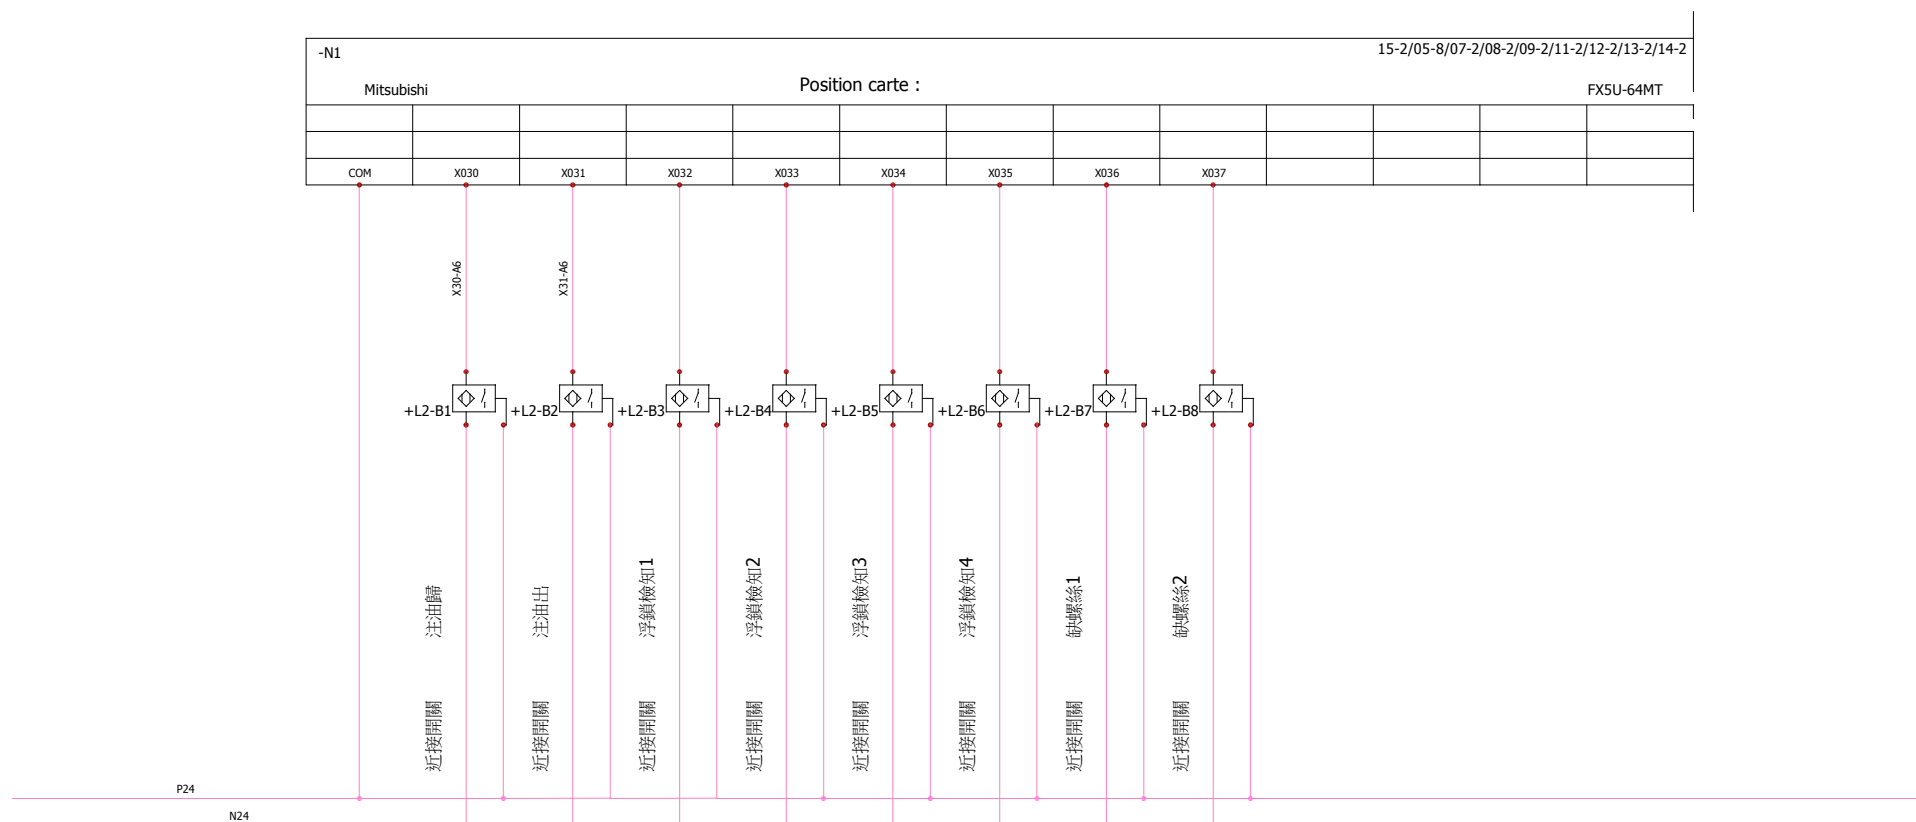 -N1
15-2/05-8/07-2/08-2/09-2/11-2/12-2/13-2/14-2
Mitsubishi
Position carte :
FX5U-64MT
COM X030 X031 X032 X033 X034 X035 X036 X037
X30-A6
X31-A6
+L2-B1 +L2-B2 +L2-B3 +L2-B4 +L2-B5 +L2-B6 +L2-B7 +L2-B8
近接開關 注油歸
近接開關 注油出
近接開關 浮鎖檢知1
近接開關 浮鎖檢知2
近接開關 浮鎖檢知3
近接開關 浮鎖檢知4
近接開關 缺螺絲1
近接開關 缺螺絲2
P24
N24